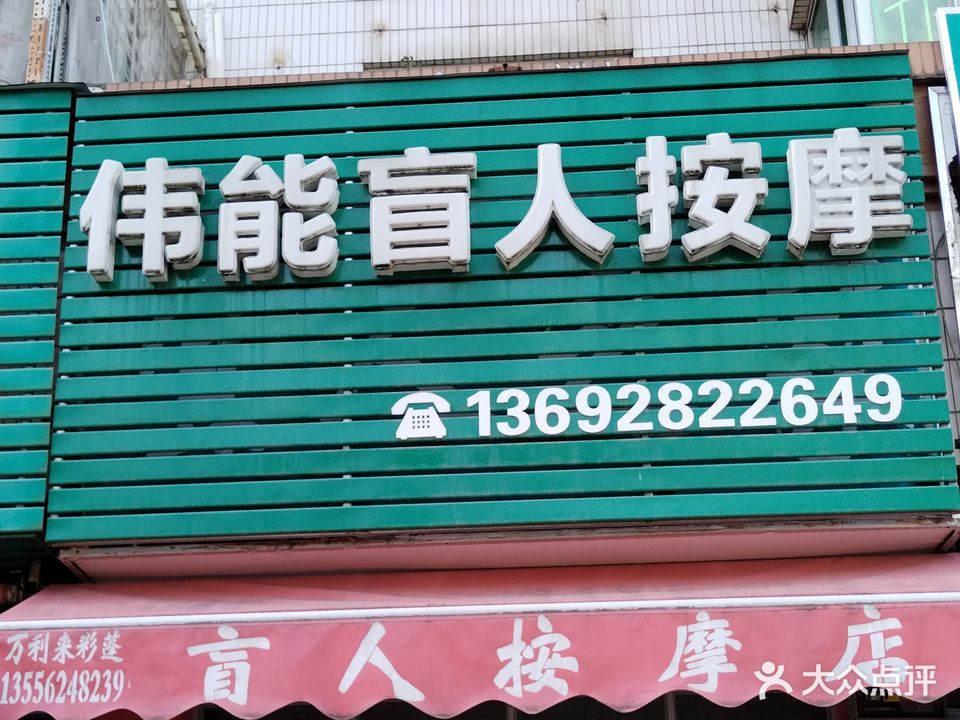 伟能盲人按摩
☎13692822649
万利来彩蓬
13556248239
盲人按摩店
大众点评